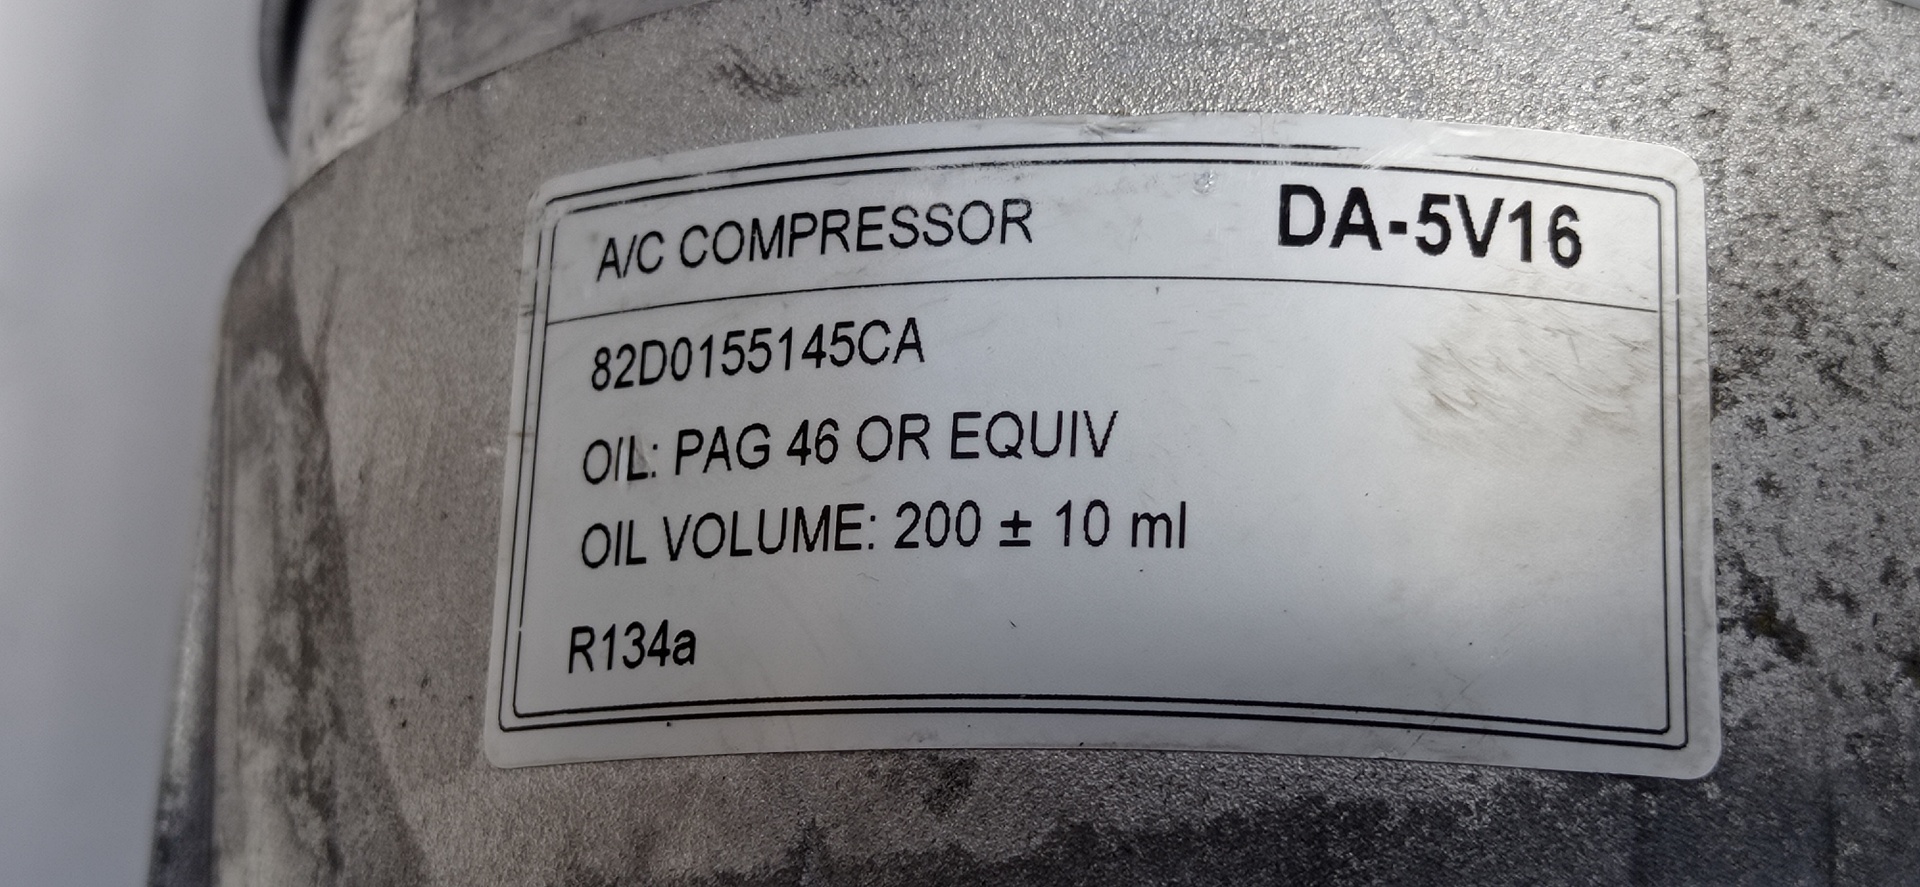 A/C COMPRESSOR DA-5V16
82D0155145CA
OIL: PAG 46 OR EQUIV
OIL VOLUME: 200 ± 10 ml
R134a